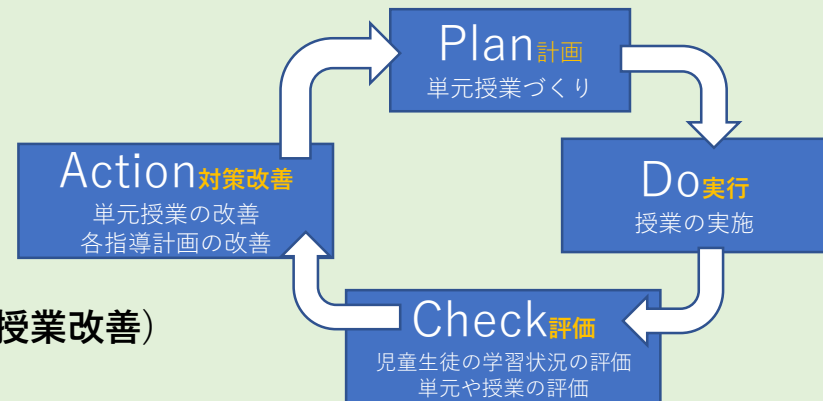 Plan計画
単元授業づくり
Action対策改善
単元授業の改善
各指導計画の改善
Do実行
授業の実施
授業改善）
Check評価
児童生徒の学習状況の評価
単元や授業の評価